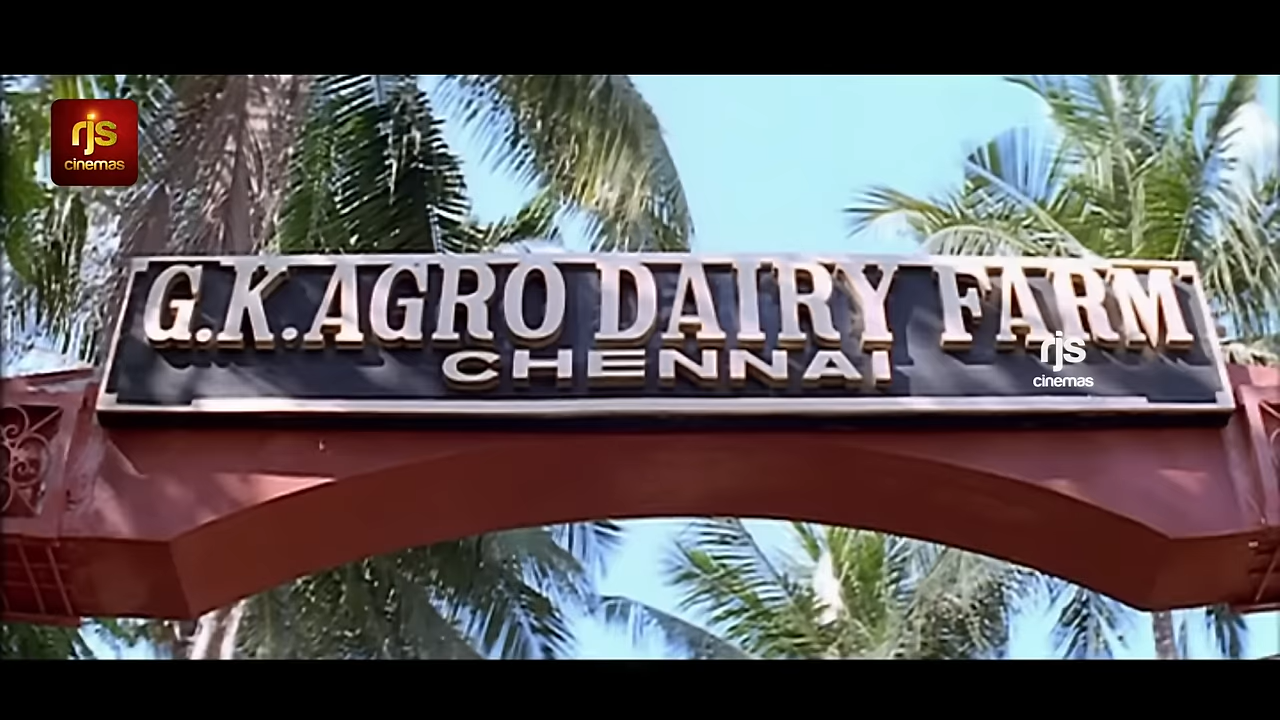 rjs
cinemas
G.K. AGRO DAIRY FARM
CHENNAI
rjs
cinemas